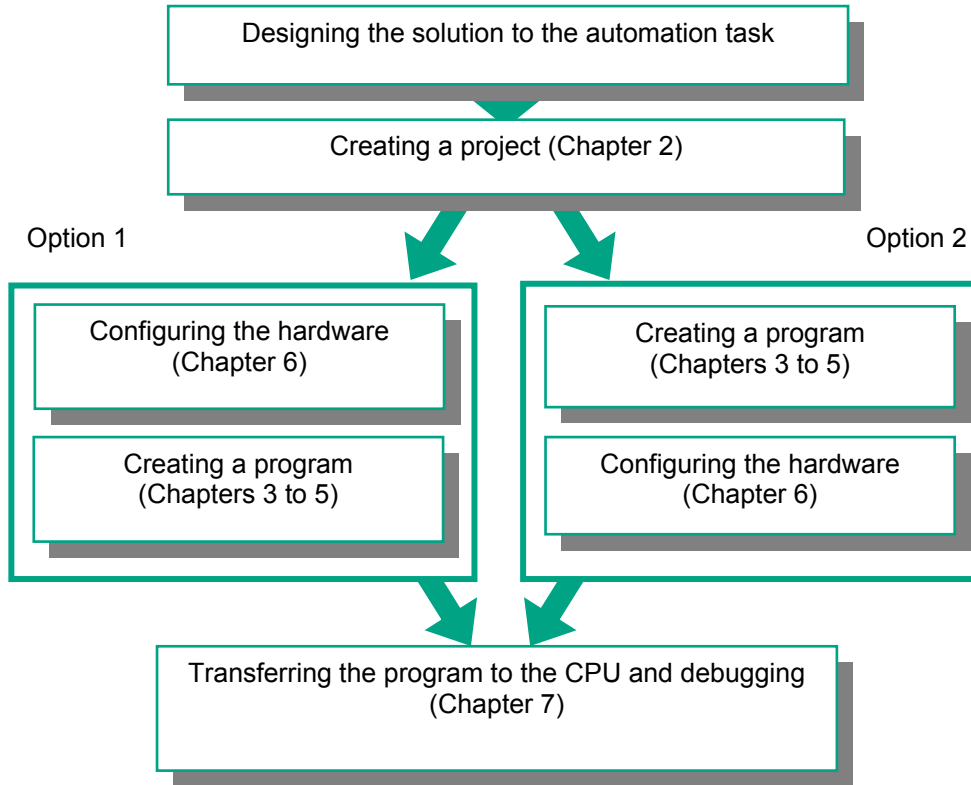 Designing the solution to the automation task
Creating a project (Chapter 2)
Option 1
Option 2
Configuring the hardware
(Chapter 6)
Creating a program
(Chapters 3 to 5)
Creating a program
(Chapters 3 to 5)
Configuring the hardware
(Chapter 6)
Transferring the program to the CPU and debugging
(Chapter 7)